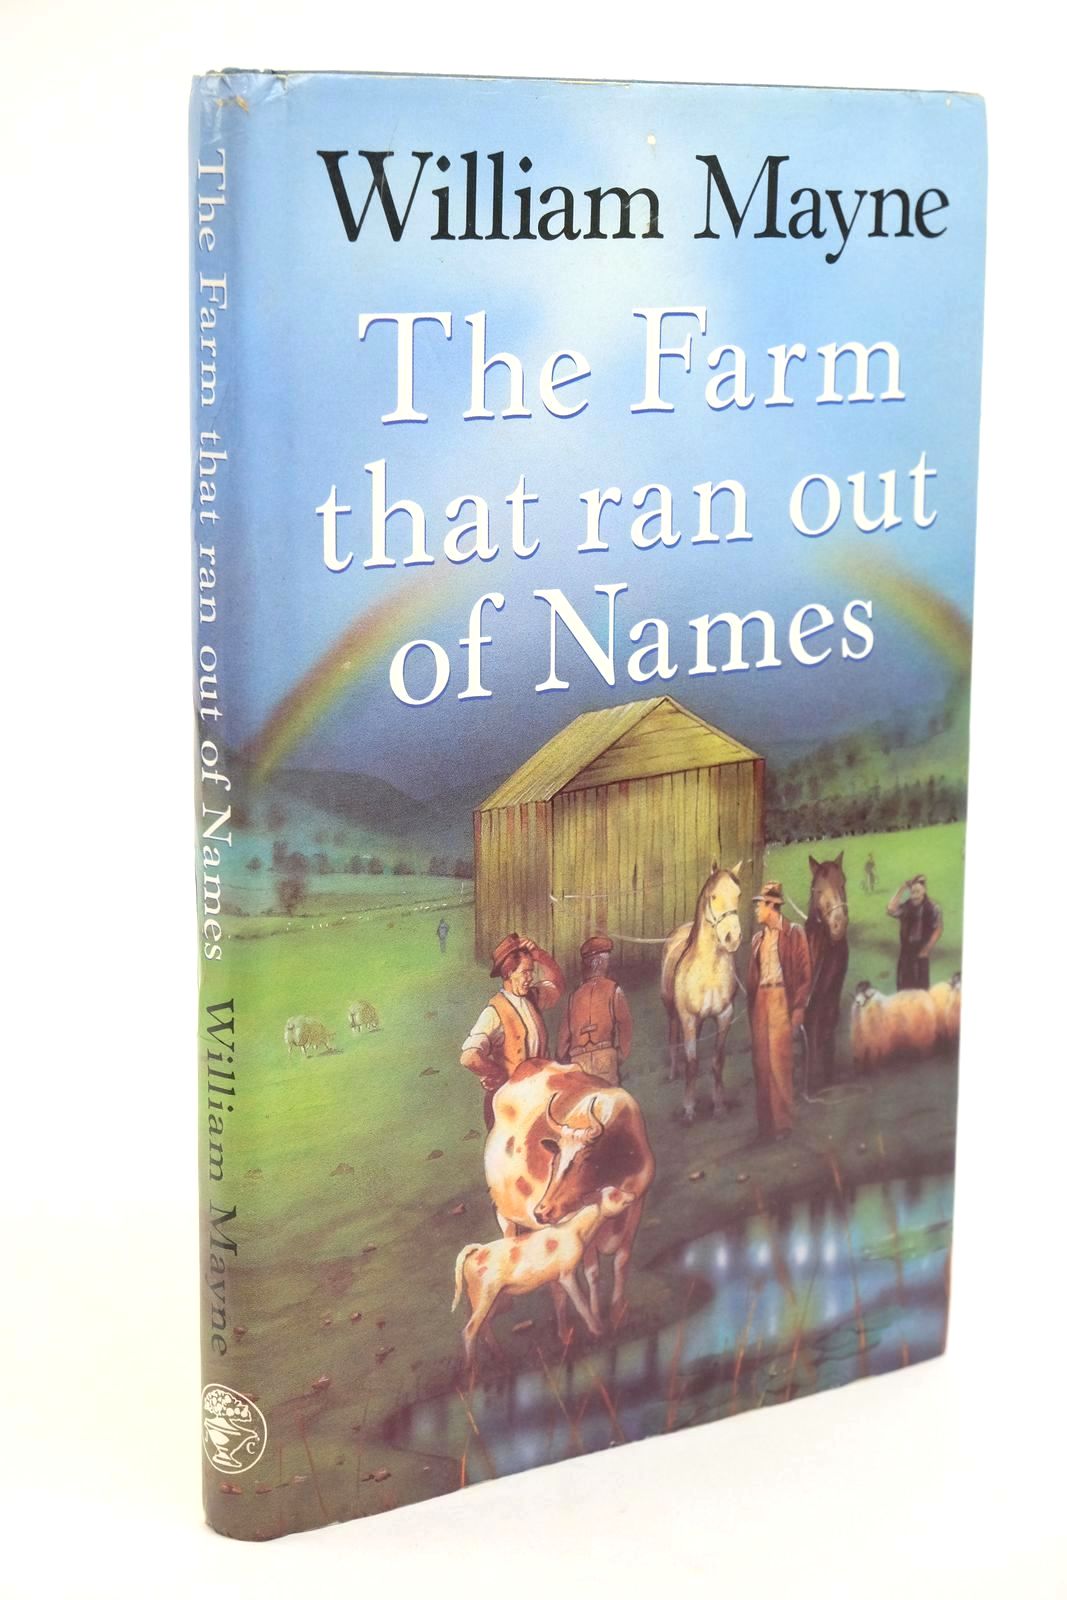 William Mayne
The Farm
that ran out
of Names
The Farm that ran out of Names William Mayne